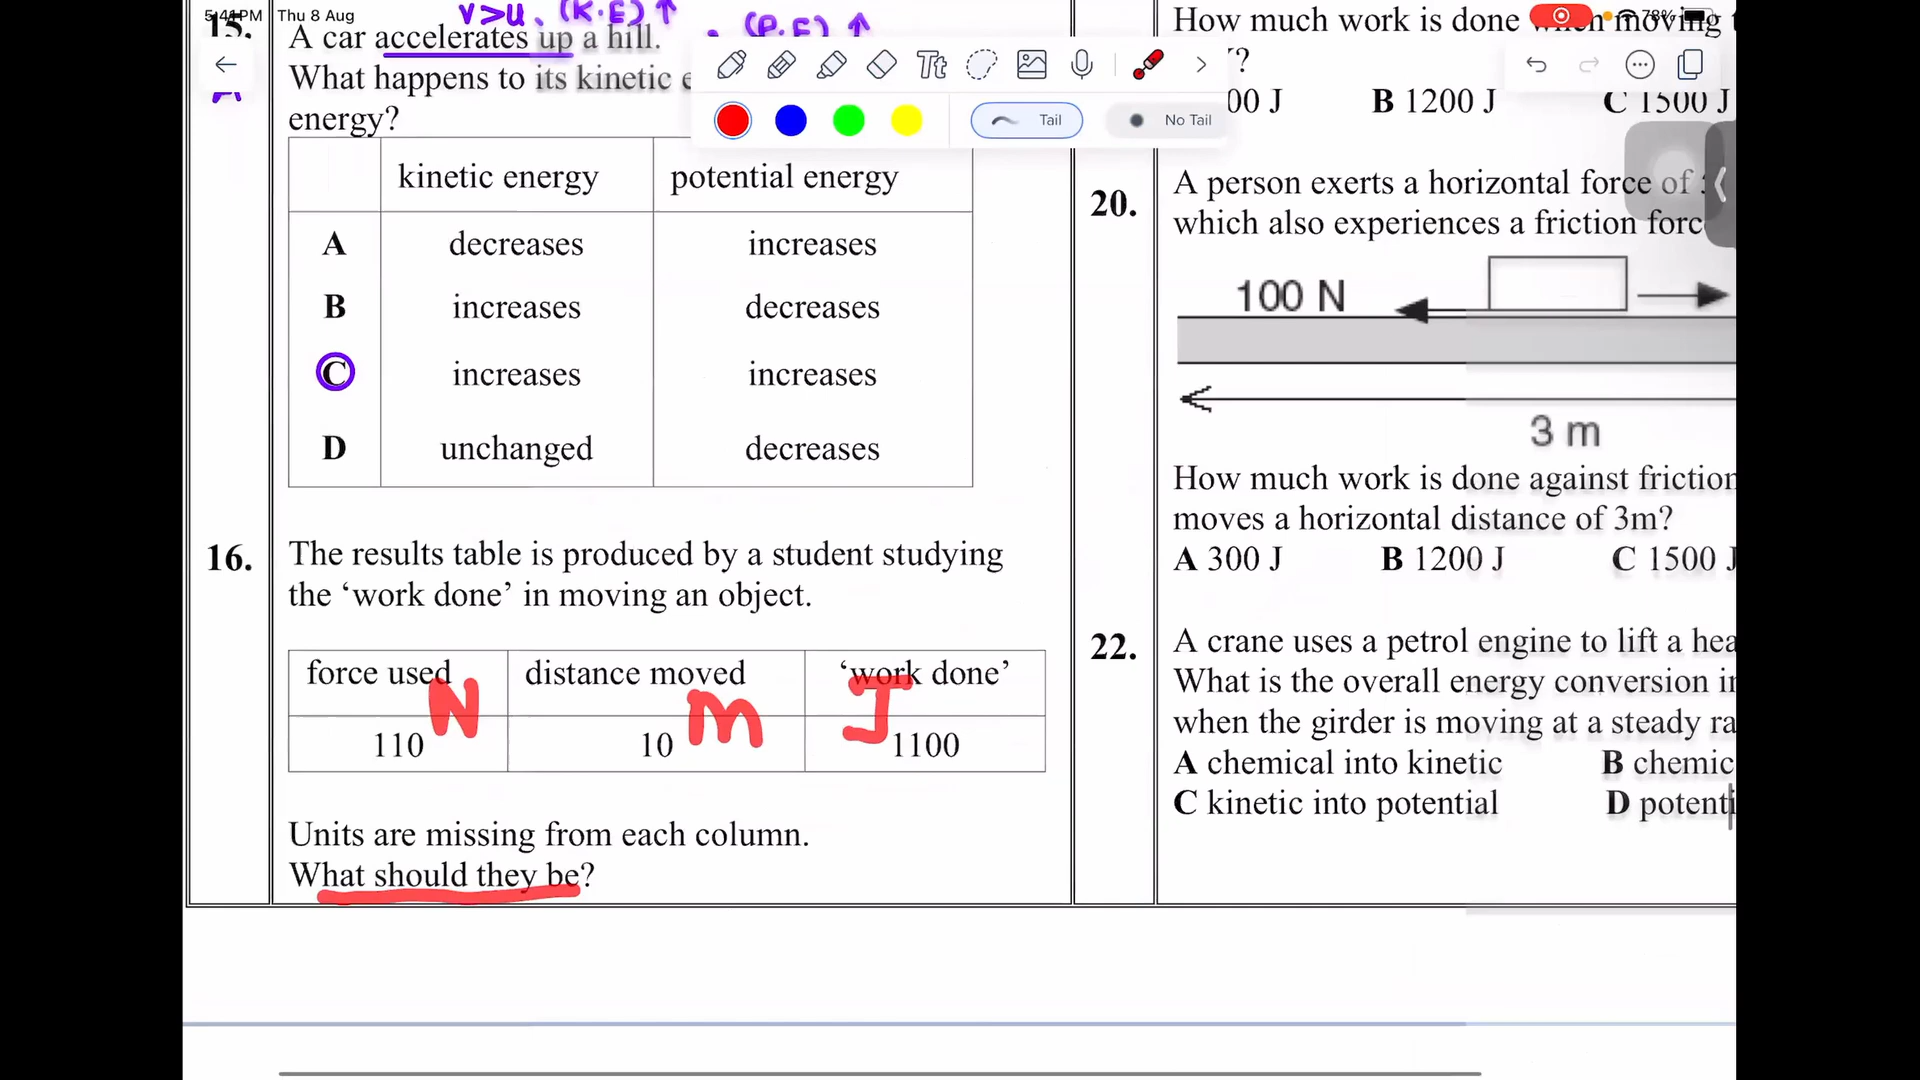 5:41PM Thu 8 Aug
78%
Tt
Tail
No Tail
15.
v>u, (K.E)↑
(P.E)↑
A car accelerates up a hill.
What happens to its kinetic e
energy?
kinetic energy potential energy
A decreases increases
B increases decreases
C increases increases
D unchanged decreases
16. The results table is produced by a student studying
the ‘work done’ in moving an object.
force used distance moved ‘work done’
N m J
110 10 1100
Units are missing from each column.
What should they be?
How much work is done when moving
?
00 J B 1200 J C 1500 J
20. A person exerts a horizontal force of
which also experiences a friction forc
100 N
3 m
How much work is done against friction
moves a horizontal distance of 3m?
A 300 J B 1200 J C 1500 J
22. A crane uses a petrol engine to lift a hea
What is the overall energy conversion in
when the girder is moving at a steady ra
A chemical into kinetic B chemic
C kinetic into potential D potenti